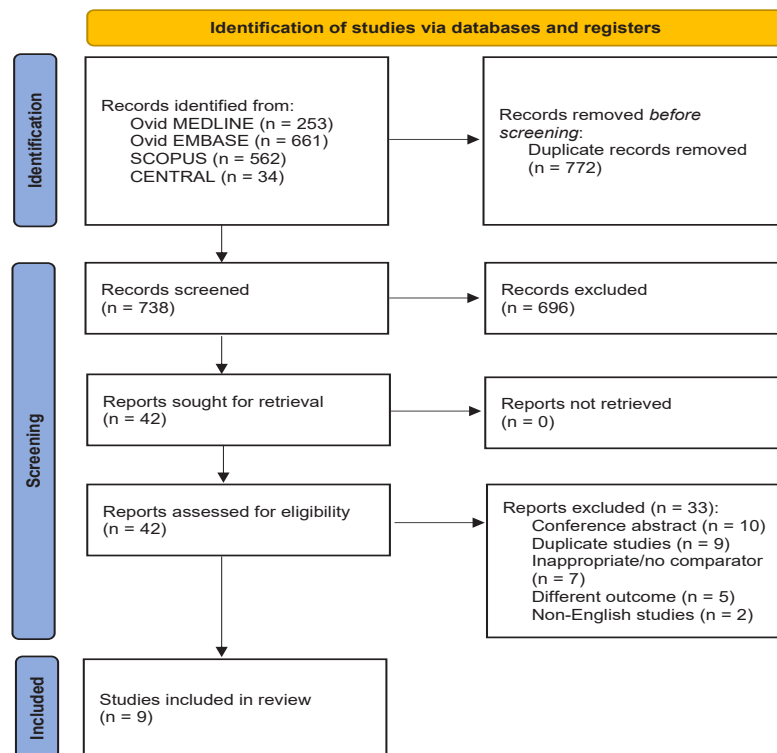 Identification of studies via databases and registers
Identification
Records identified from:
Ovid MEDLINE (n = 253)
Ovid EMBASE (n = 661)
SCOPUS (n = 562)
CENTRAL (n = 34)
Records removed before
screening:
Duplicate records removed
(n = 772)
Screening
Records screened
(n = 738)
Records excluded
(n = 696)
Reports sought for retrieval
(n = 42)
Reports not retrieved
(n = 0)
Reports assessed for eligibility
(n = 42)
Reports excluded (n = 33):
Conference abstract (n = 10)
Duplicate studies (n = 9)
Inappropriate/no comparator
(n = 7)
Different outcome (n = 5)
Non-English studies (n = 2)
Included
Studies included in review
(n = 9)